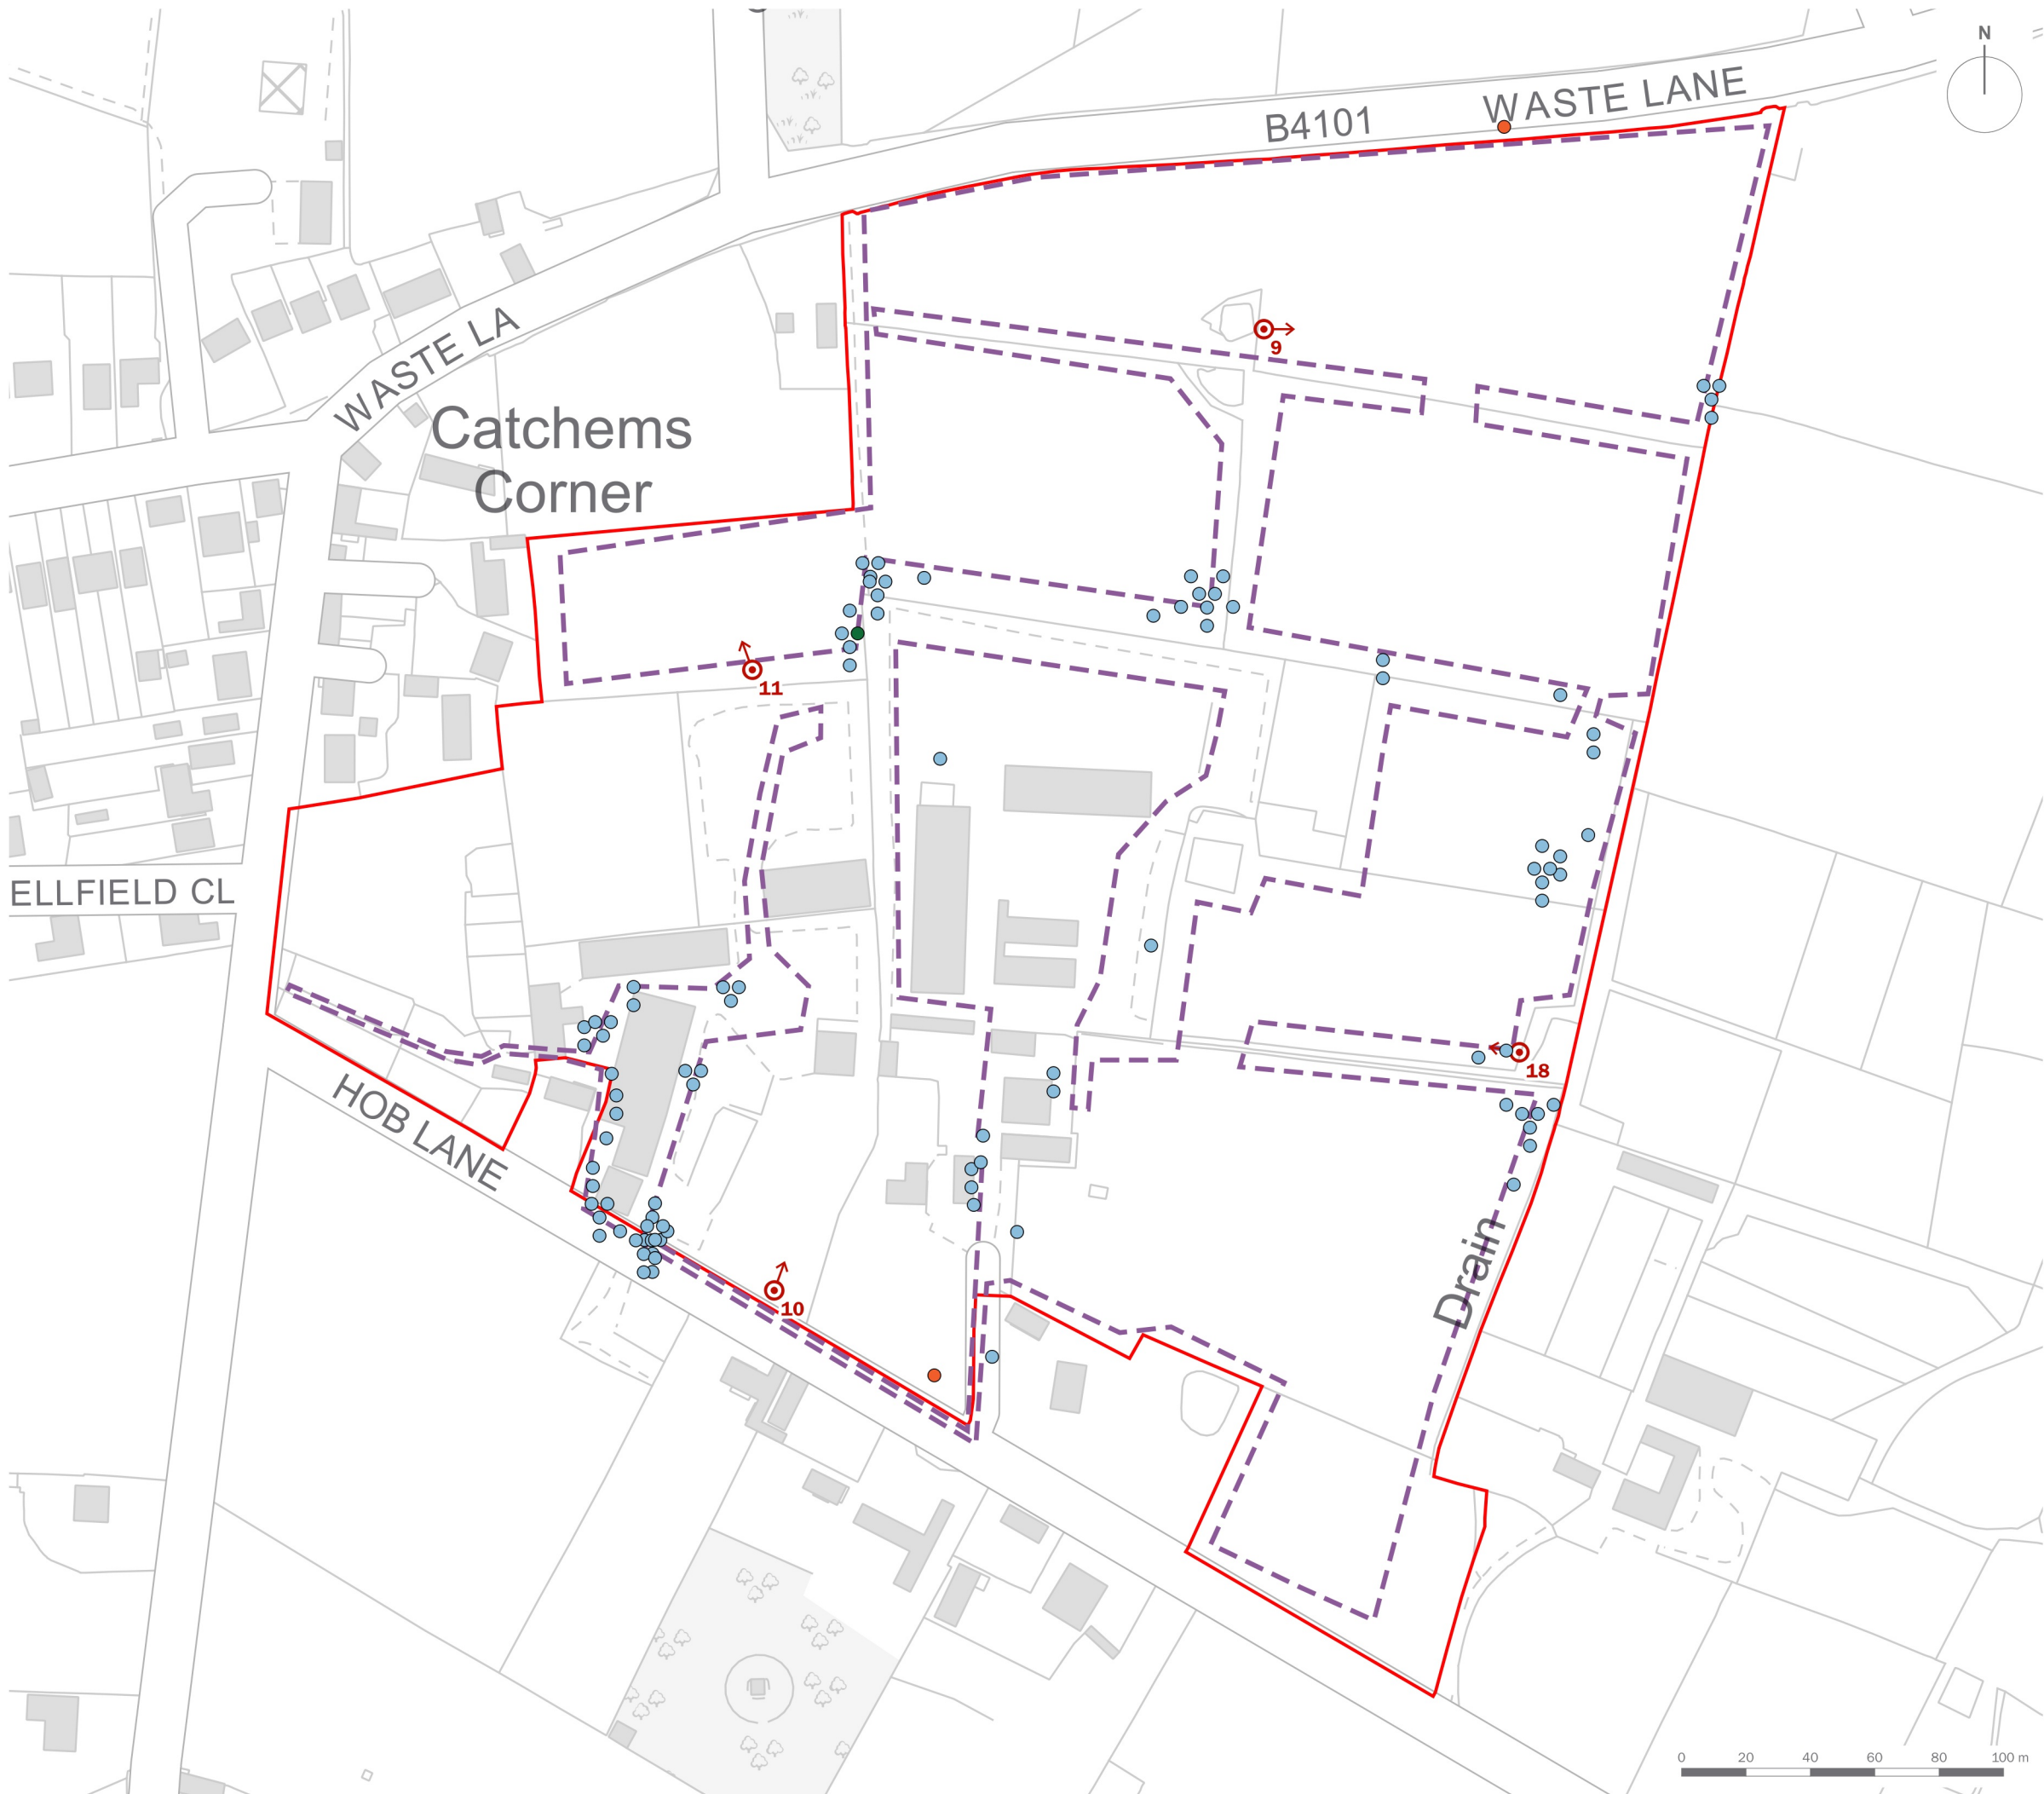 N
WASTE LANE
B4101
WASTE LA
9
Catchems
Corner
11
ELLFIELD CL
18
HOB LANE
Drain
10
0 20 40 60 80 100 m